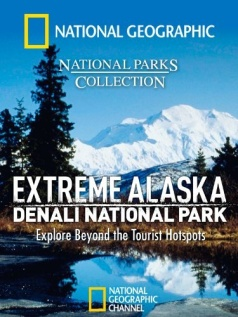 NATIONAL GEOGRAPHIC
NATIONAL PARKS
COLLECTION
EXTREME ALASKA
DENALI NATIONAL PARK
Explore Beyond the Tourist Hotspots
NATIONAL
GEOGRAPHIC
CHANNEL